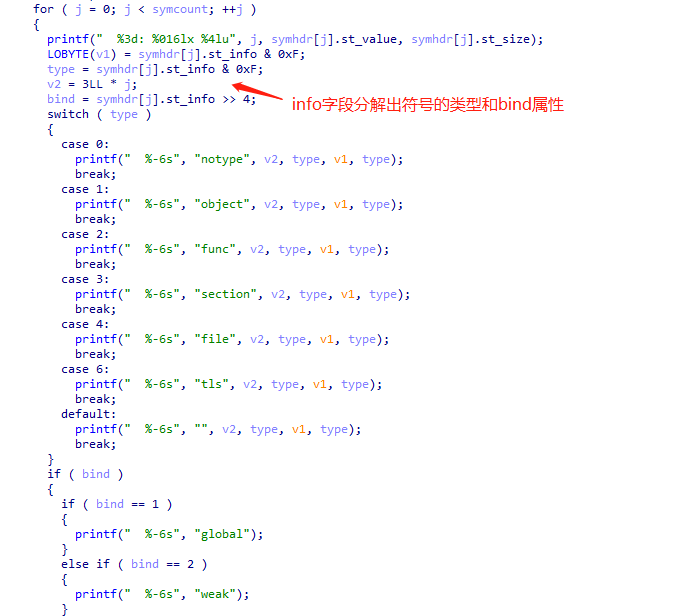 for ( j = 0; j < symcount; ++j )
{
  printf("  %3d: %016lx %4lu", j, symhdr[j].st_value, symhdr[j].st_size);
  LOBYTE(v1) = symhdr[j].st_info & 0xF;
  type = symhdr[j].st_info & 0xF;
  v2 = 3LL * j;
  bind = symhdr[j].st_info >> 4;
info字段分解出符号的类型和bind属性
  switch ( type )
  {
    case 0:
      printf("  %-6s", "notype", v2, type, v1, type);
      break;
    case 1:
      printf("  %-6s", "object", v2, type, v1, type);
      break;
    case 2:
      printf("  %-6s", "func", v2, type, v1, type);
      break;
    case 3:
      printf("  %-6s", "section", v2, type, v1, type);
      break;
    case 4:
      printf("  %-6s", "file", v2, type, v1, type);
      break;
    case 6:
      printf("  %-6s", "tls", v2, type, v1, type);
      break;
    default:
      printf("  %-6s", "", v2, type, v1, type);
      break;
  }
  if ( bind )
  {
    if ( bind == 1 )
    {
      printf("  %-6s", "global");
    }
    else if ( bind == 2 )
    {
      printf("  %-6s", "weak");
    }